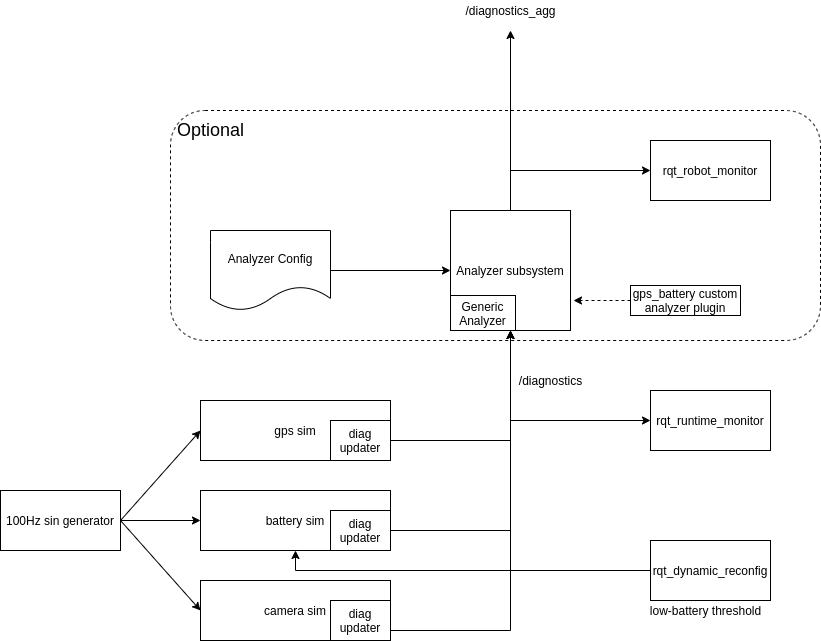 /diagnostics_agg
Optional
rqt_robot_monitor
Analyzer Config
Analyzer subsystem
Generic
Analyzer
gps_battery custom
analyzer plugin
/diagnostics
gps sim
diag
updater
rqt_runtime_monitor
100Hz sin generator
battery sim
diag
updater
rqt_dynamic_reconfig
low-battery threshold
camera sim
diag
updater